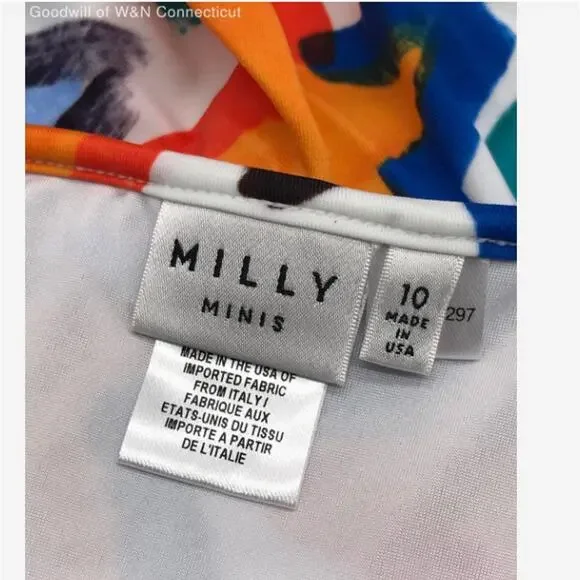 Goodwill of W&N Connecticut
MILLY
MINIS
10
MADE
IN
USA
297
MADE IN THE USA OF
IMPORTED FABRIC
FROM ITALY /
FABRIQUE AUX
ETATS-UNIS DU TISSU
IMPORTE A PARTIR
DE L'ITALIE